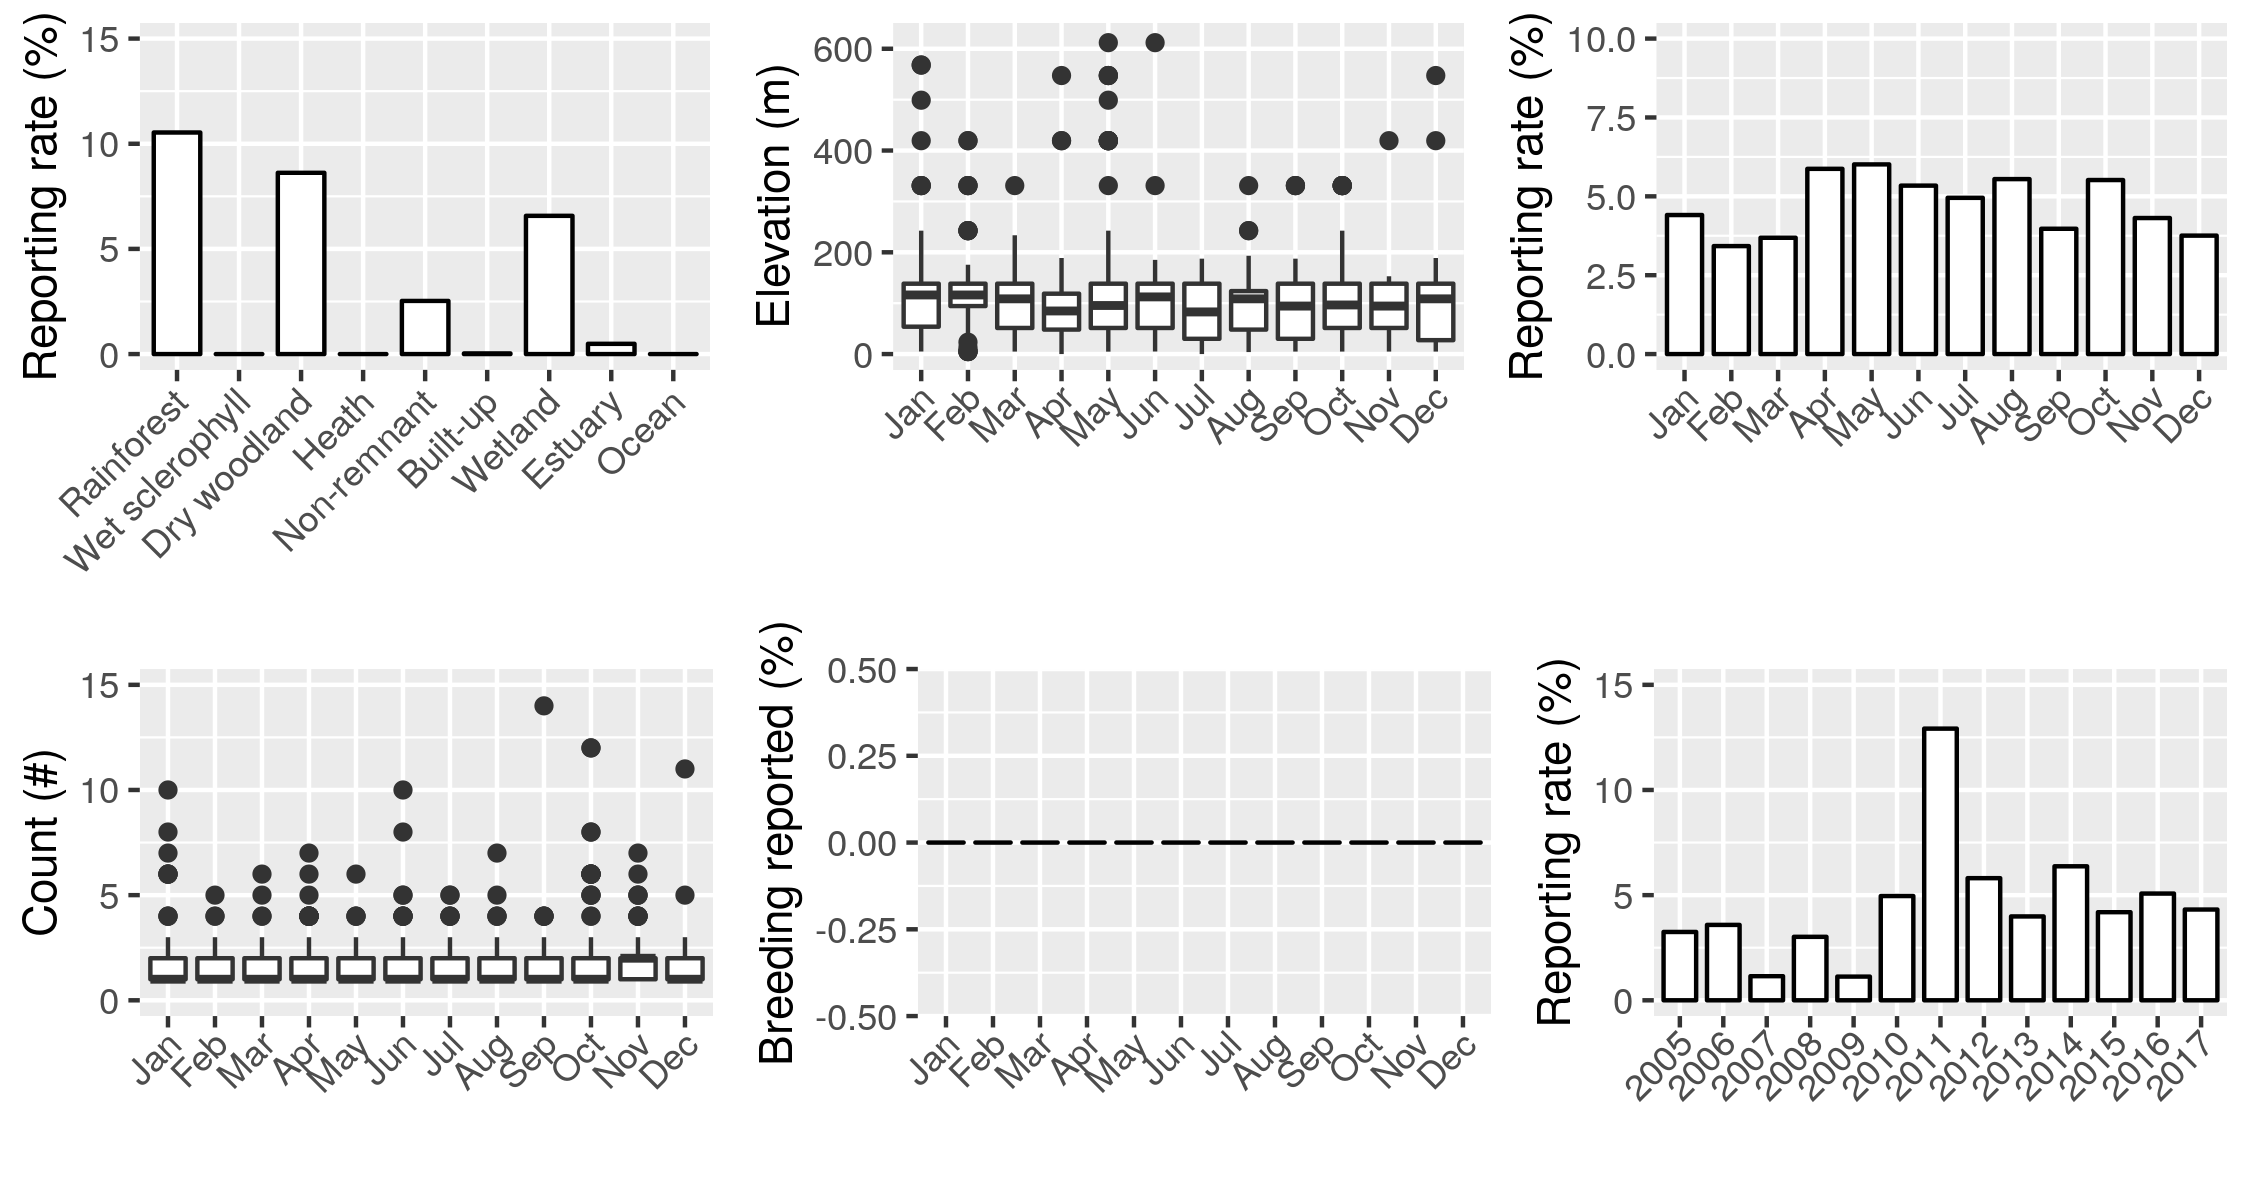 Reporting rate (%)
15
10
5
0
Rainforest
Wet sclerophyll
Dry woodland
Heath
Non-remnant
Built-up
Wetland
Estuary
Ocean
Elevation (m)
600
400
200
0
Jan
Feb
Mar
Apr
May
Jun
Jul
Aug
Sep
Oct
Nov
Dec
Reporting rate (%)
10.0
7.5
5.0
2.5
0.0
Jan
Feb
Mar
Apr
May
Jun
Jul
Aug
Sep
Oct
Nov
Dec
Count (#)
15
10
5
0
Jan
Feb
Mar
Apr
May
Jun
Jul
Aug
Sep
Oct
Nov
Dec
Breeding reported (%)
0.50
0.25
0.00
-0.25
-0.50
Jan
Feb
Mar
Apr
May
Jun
Jul
Aug
Sep
Oct
Nov
Dec
Reporting rate (%)
15
10
5
0
2005
2006
2007
2008
2009
2010
2011
2012
2013
2014
2015
2016
2017